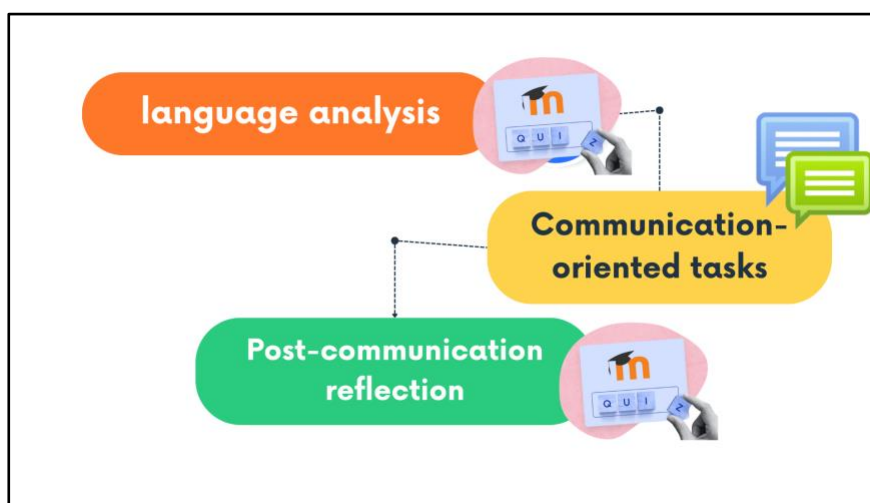 language analysis
m
QUIZ
Communication-
oriented tasks
Post-communication
reflection
m
QUIZ